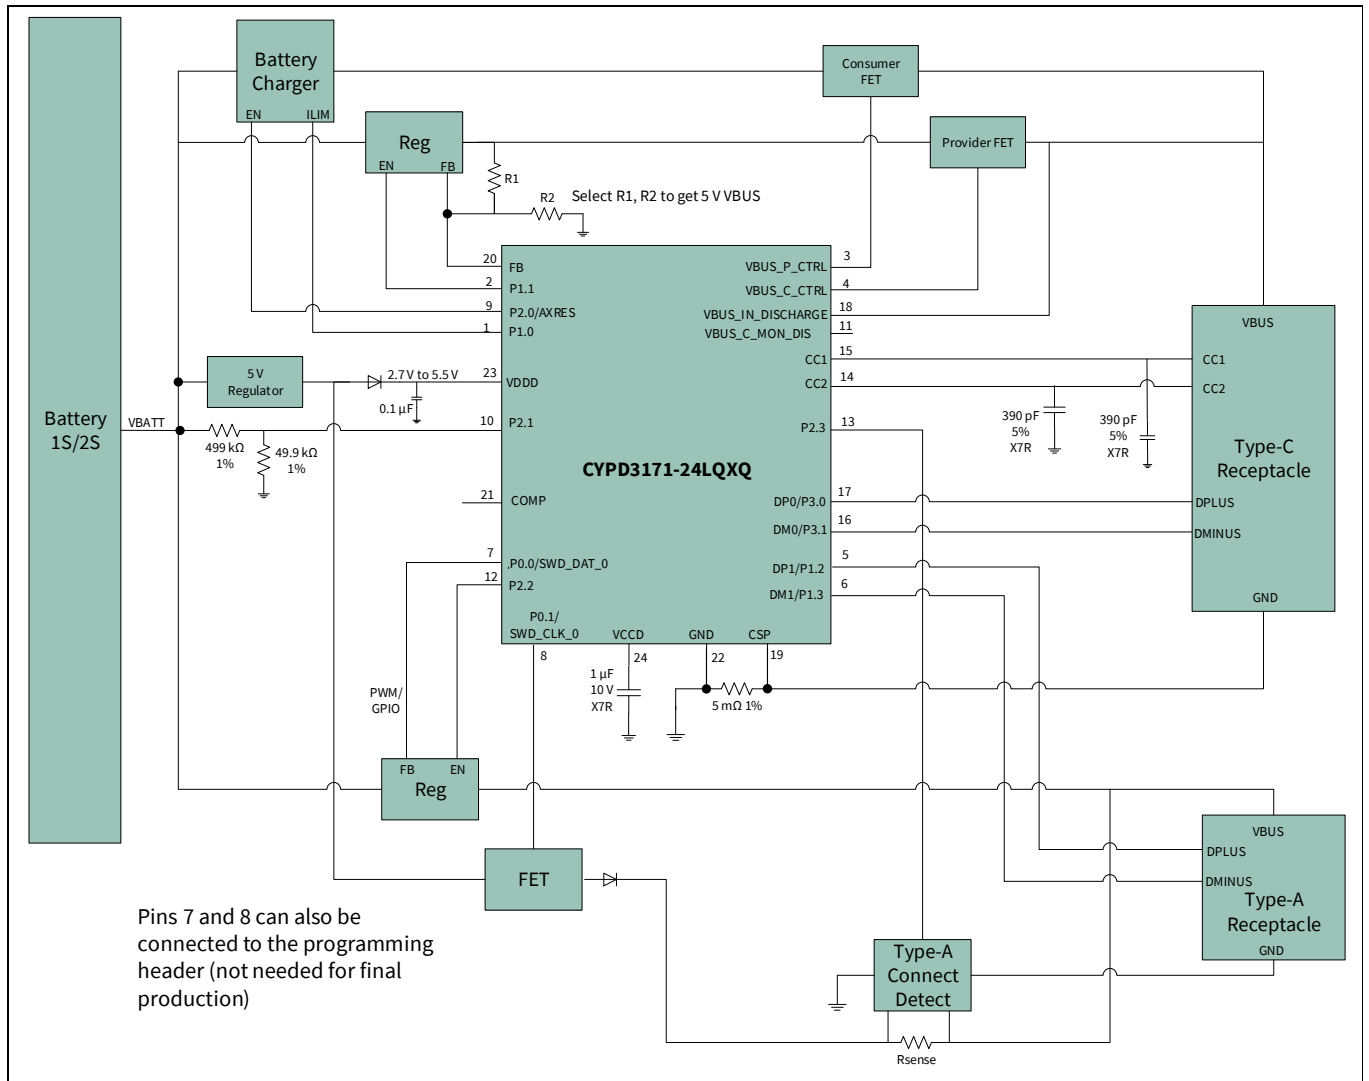 Battery
Charger
EN
ILIM
Consumer
FET
Reg
EN
FB
Provider FET
R1
R2
Select R1, R2 to get 5 V VBUS
20
FB
2
P1.1
9
P2.0/AXRES
1
P1.0
VBUS_P_CTRL
3
VBUS_C_CTRL
4
VBUS_IN_DISCHARGE
18
VBUS_C_MON_DIS
11
CC1
15
CC2
14
P2.3
13
VBUS
CC1
CC2
5 V
Regulator
2.7 V to 5.5 V
0.1 µF
23
VDDD
10
P2.1
Battery
1S/2S
VBATT
499 kΩ
1%
49.9 kΩ
1%
390 pF
5%
X7R
390 pF
5%
X7R
Type-C
Receptacle
CYPD3171-24LQXQ
21
COMP
DP0/P3.0
17
DM0/P3.1
16
DPLUS
DMINUS
7
P0.0/SWD_DAT_0
12
P2.2
DP1/P1.2
5
DM1/P1.3
6
GND
P0.1/
SWD_CLK_0
VCCD
GND
CSP
8
24
22
19
1 µF
10 V
X7R
5 mΩ 1%
PWM/
GPIO
FB
EN
Reg
VBUS
DPLUS
DMINUS
Type-A
Receptacle
GND
FET
Pins 7 and 8 can also be
connected to the programming
header (not needed for final
production)
Type-A
Connect
Detect
Rsense